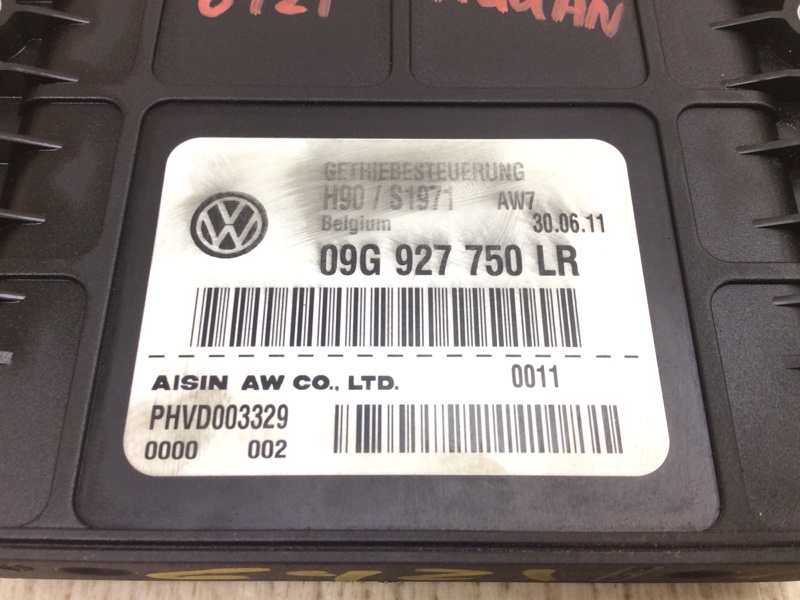 GETRIEBESTEUERUNG
H90 / S1971 AW7
Belgium 30.06.11
09G 927 750 LR
AISIN AW CO., LTD. 0011
PHVD003329
0000 002